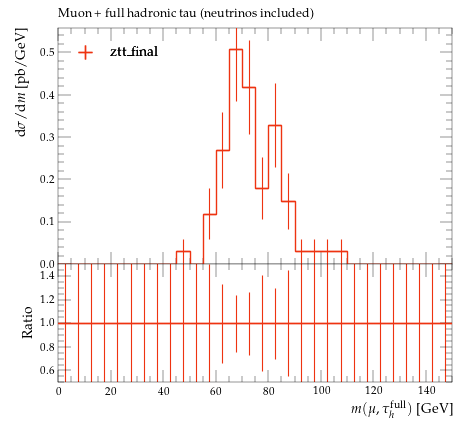 Muon + full hadronic tau (neutrinos included)
dσ/dm [pb/GeV]
ztt_final
0.5
0.4
0.3
0.2
0.1
0.0
Ratio
1.4
1.2
1.0
0.8
0.6
0 20 40 60 80 100 120 140
m(μ, τ_h^full) [GeV]